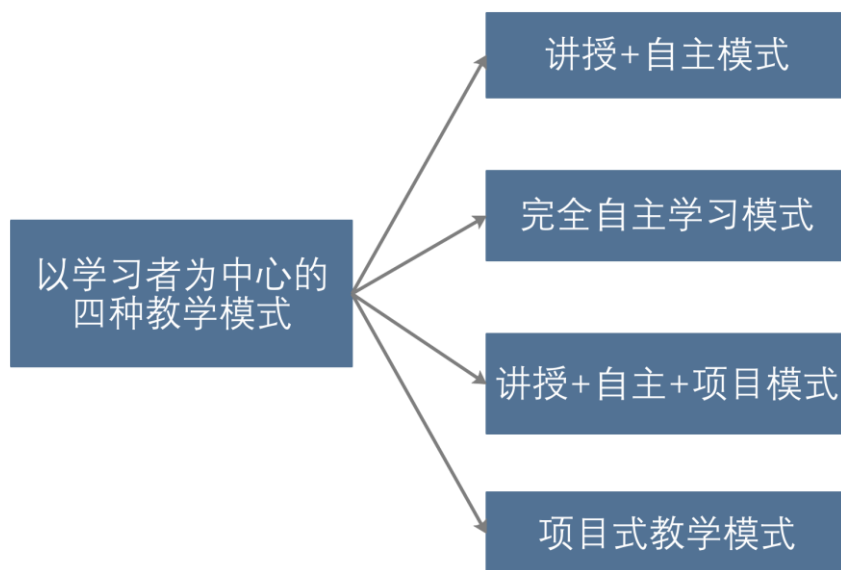 讲授+自主模式
完全自主学习模式
以学习者为中心的
四种教学模式
讲授+自主+项目模式
项目式教学模式